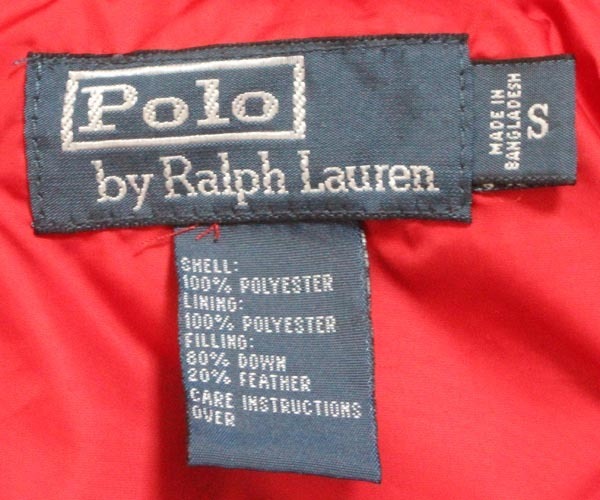 Polo
by Ralph Lauren
MADE IN
BANGLADESH
S
SHELL:
100% POLYESTER
LINING:
100% POLYESTER
FILLING:
80% DOWN
20% FEATHER
CARE INSTRUCTIONS
OVER